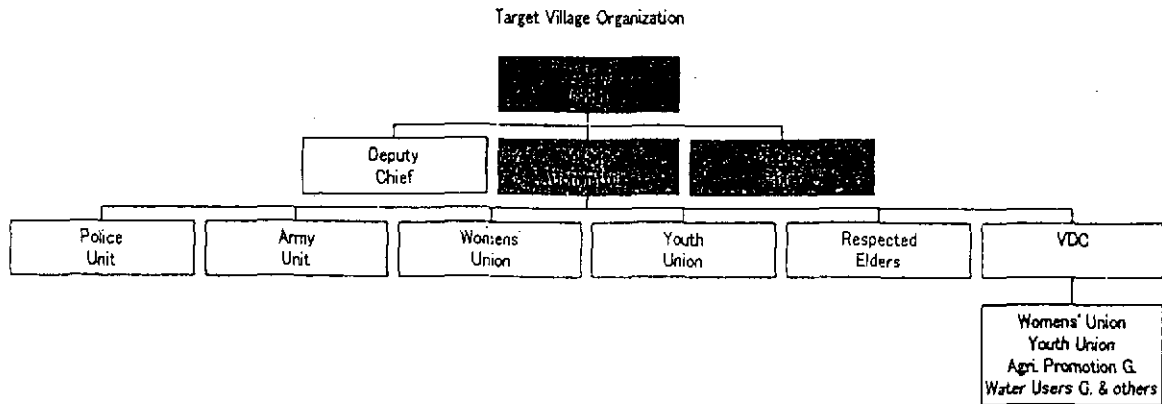 Target Village Organization
Deputy
Chief
Police
Unit
Army
Unit
Womens'
Union
Youth
Union
Respected
Elders
VDC
Womens' Union
Youth Union
Agri. Promotion G.
Water Users G. & others